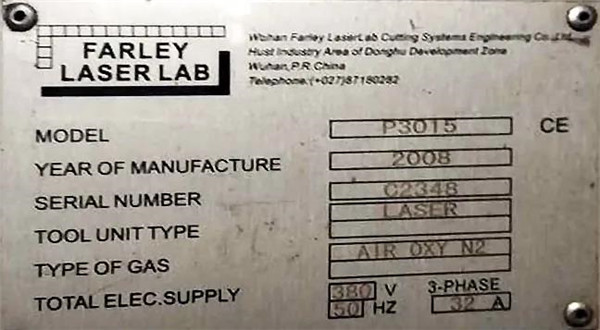 FARLEY
LASER LAB
Wuhan Farley LaserLab Cutting Systems Engineering Co.,Ltd.
Hust Industry Area of Donghu Development Zone
Wuhan,P.R.China
Telephone:(+027)87180282
MODEL P3015 CE
YEAR OF MANUFACTURE 2008
SERIAL NUMBER C2348
TOOL UNIT TYPE LASER
TYPE OF GAS AIR OXY N2
TOTAL ELEC.SUPPLY 380 V 3-PHASE
50 HZ 32 A